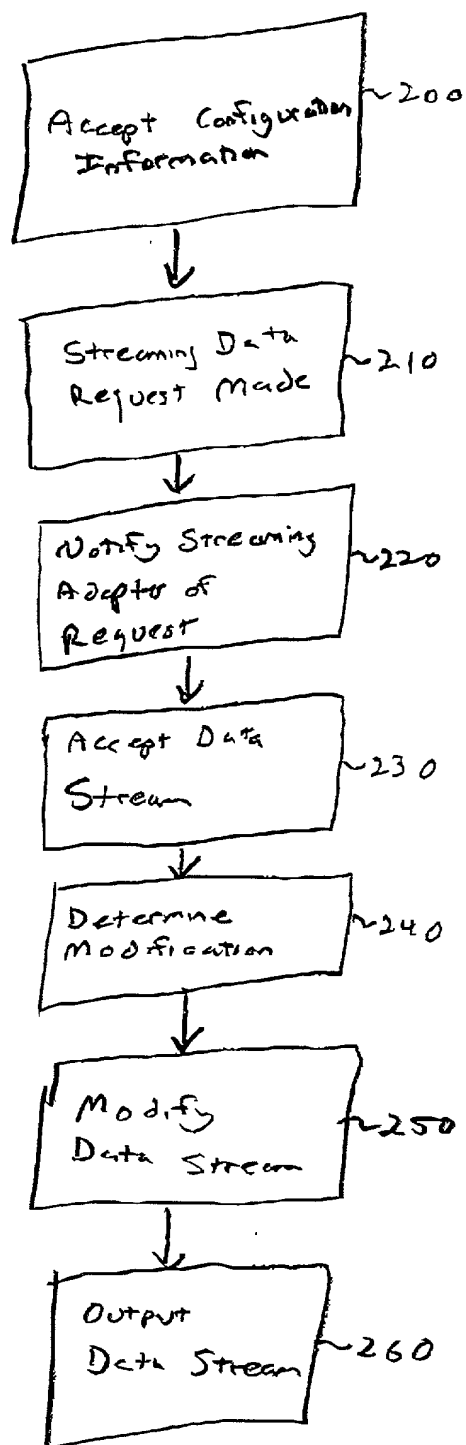 Accept Configuration
Information
~200
Streaming Data
Request Made
~210
Notify Streaming
Adapter of
Request
~220
Accept Data
Stream
~230
Determine
Modification
~240
Modify
Data Stream
~250
Output
Data Stream
~260